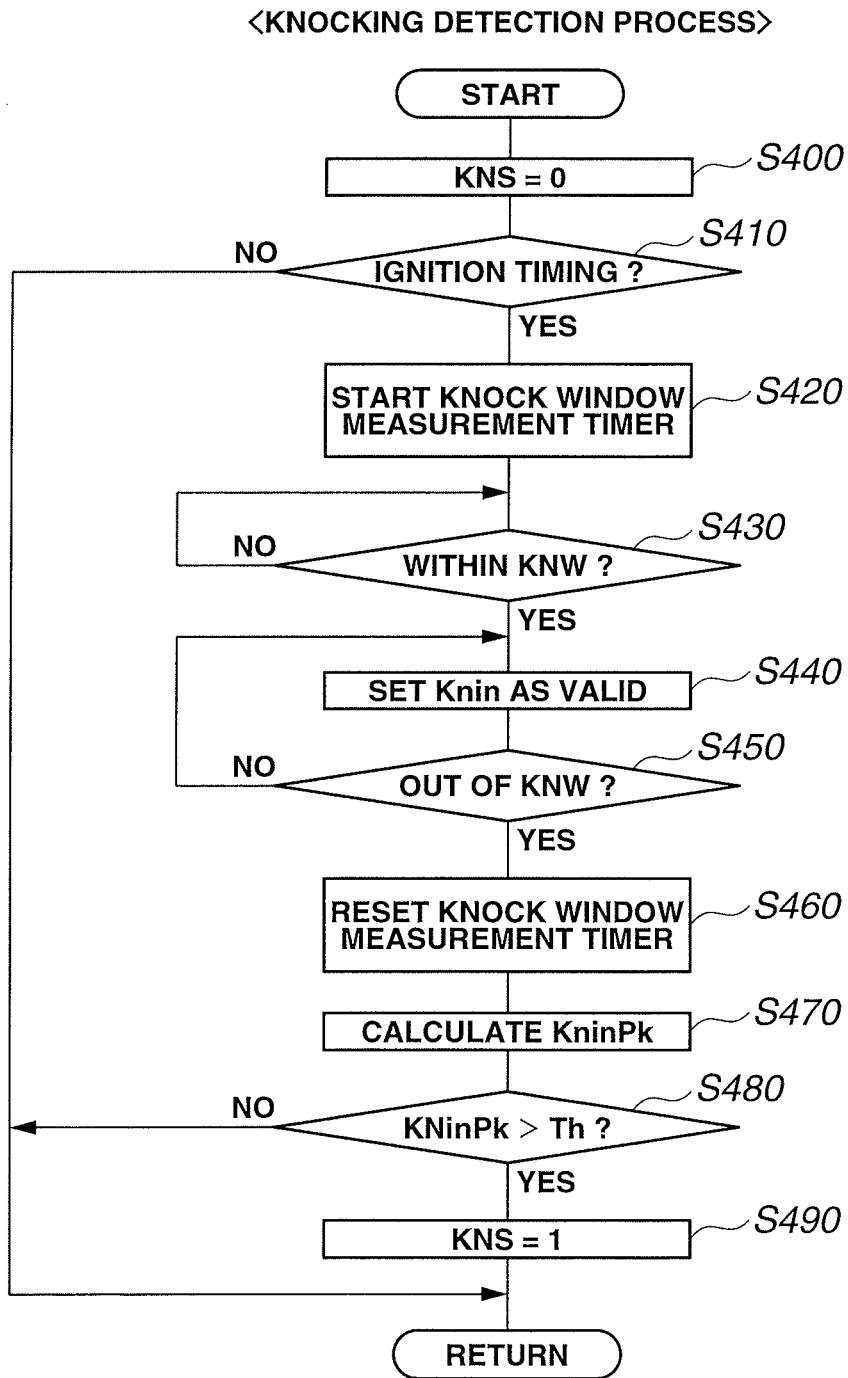 <KNOCKING DETECTION PROCESS>
START
KNS = 0
S400
IGNITION TIMING ?
S410
NO
YES
START KNOCK WINDOW
MEASUREMENT TIMER
S420
WITHIN KNW ?
S430
NO
YES
SET Knin AS VALID
S440
OUT OF KNW ?
S450
NO
YES
RESET KNOCK WINDOW
MEASUREMENT TIMER
S460
CALCULATE KninPk
S470
KNinPk > Th ?
S480
NO
YES
KNS = 1
S490
RETURN